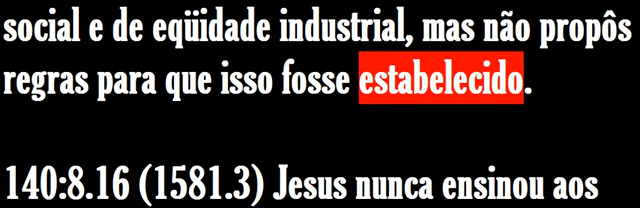 social e de eqüidade industrial, mas não propôs
regras para que isso fosse estabelecido.
140:8.16 (1581.3) Jesus nunca ensinou aos